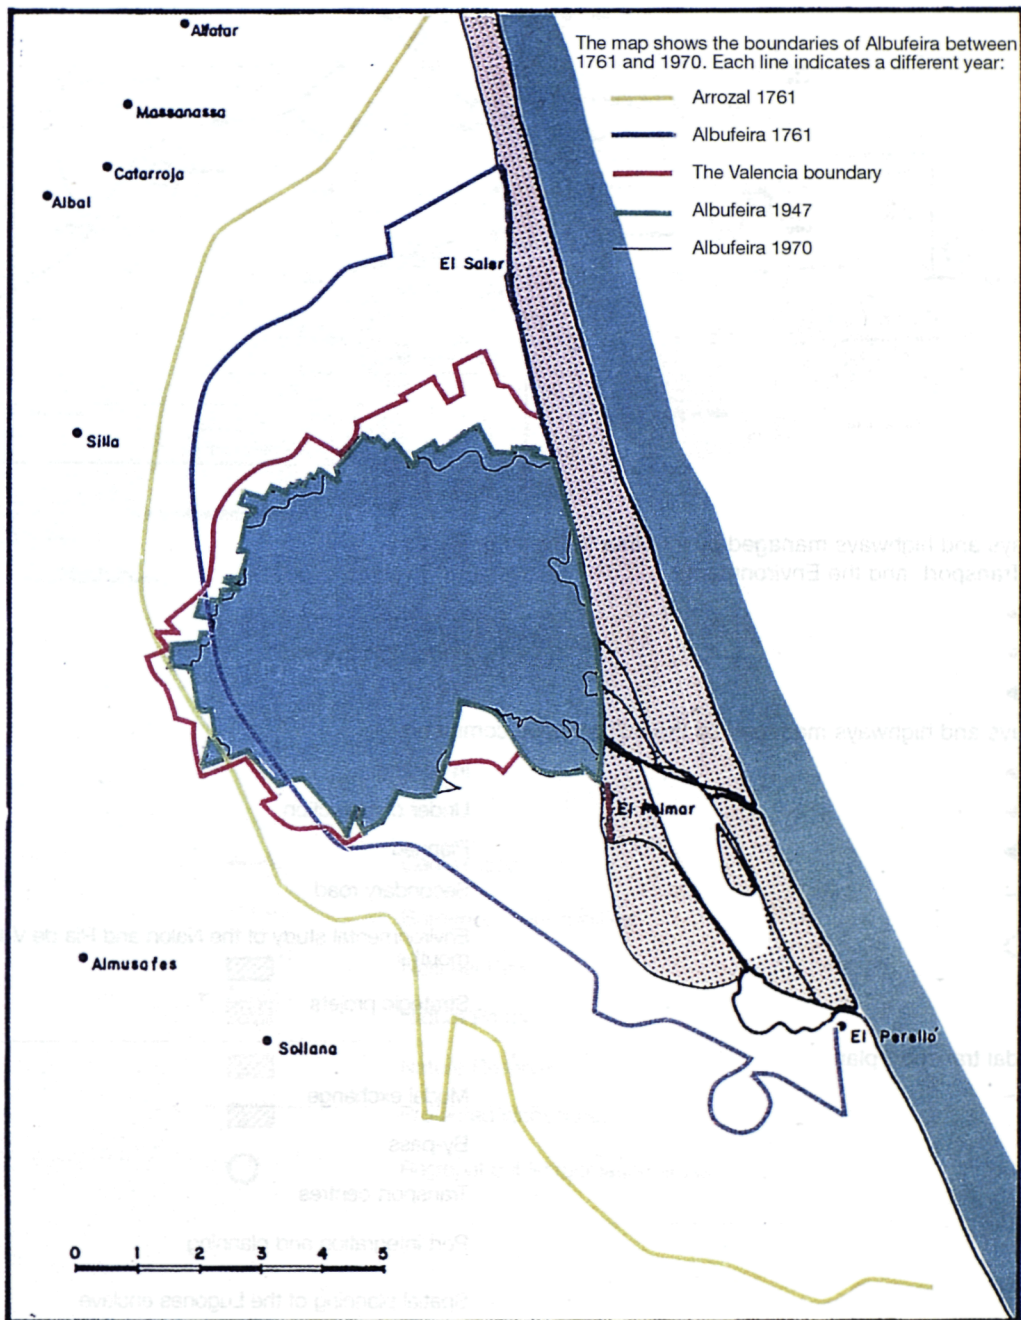 Alfatar
Massanassa
Catarroja
Albal
The map shows the boundaries of Albufeira between
1761 and 1970. Each line indicates a different year:
Arrozal 1761
Albufeira 1761
The Valencia boundary
Albufeira 1947
Albufeira 1970
El Saler
Silla
El Palmar
Almusafes
Sollana
El Perelló
0 1 2 3 4 5